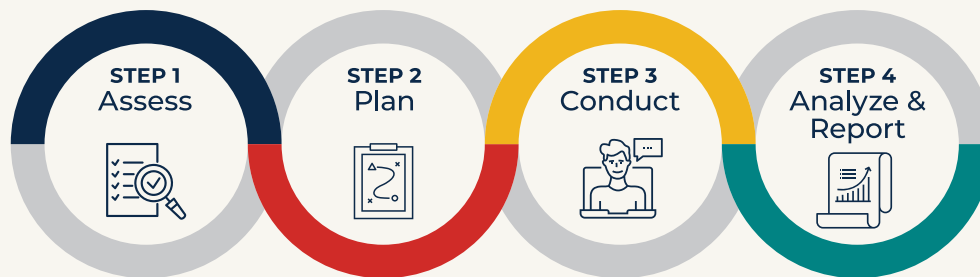 STEP 1
Assess
STEP 2
Plan
STEP 3
Conduct
STEP 4
Analyze &
Report